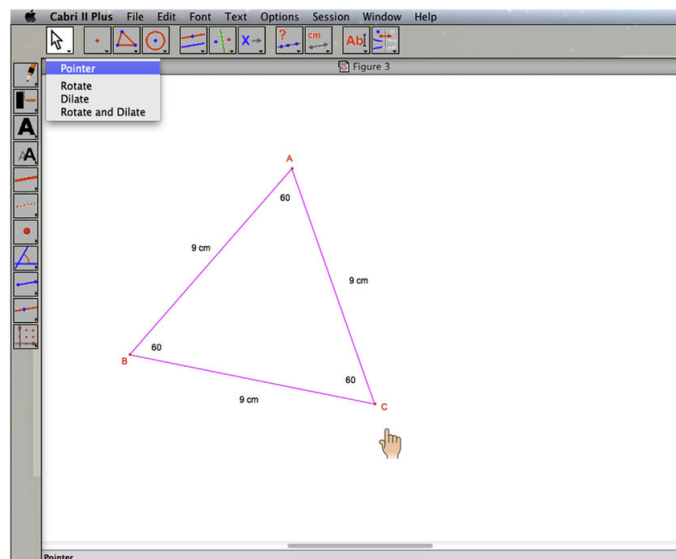 Cabri II Plus File Edit Font Text Options Session Window Help
? cm Ab
X
Pointer
Figure 3
Rotate
Dilate
Rotate and Dilate
A
AA
A
60
9 cm
9 cm
60
B
60
C
9 cm
Pointer